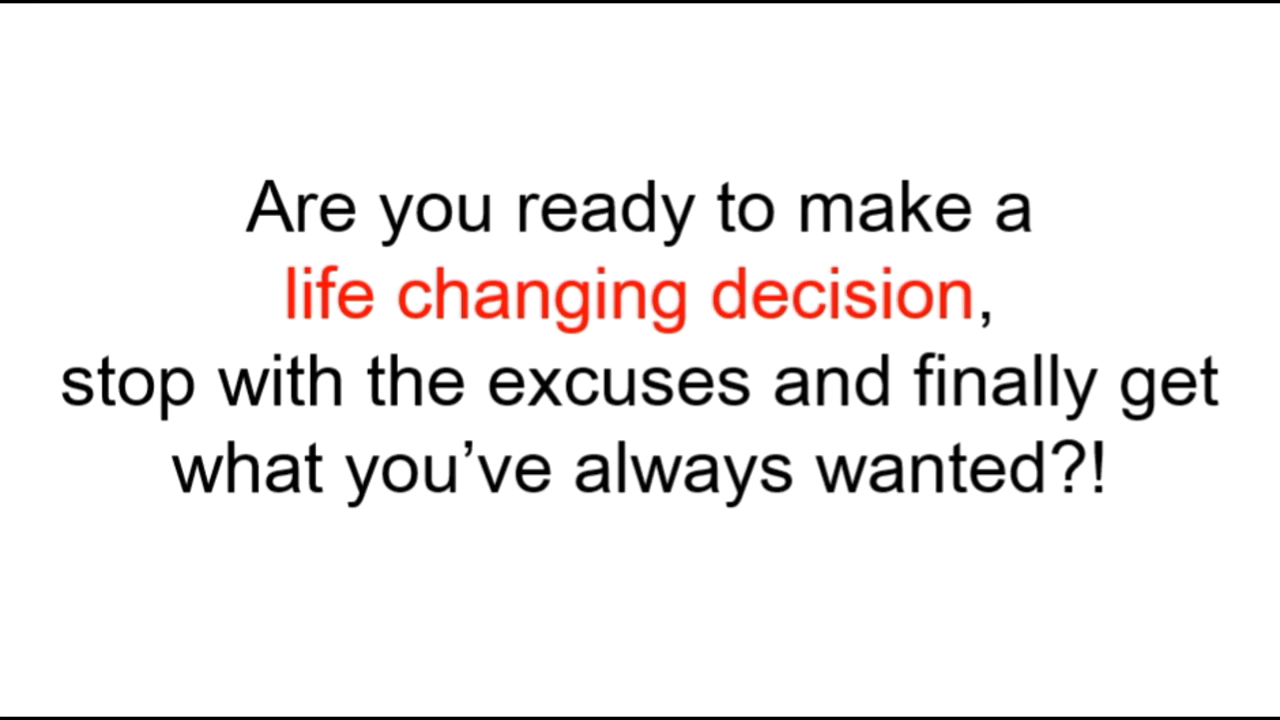 Are you ready to make a
life changing decision,
stop with the excuses and finally get
what you’ve always wanted?!